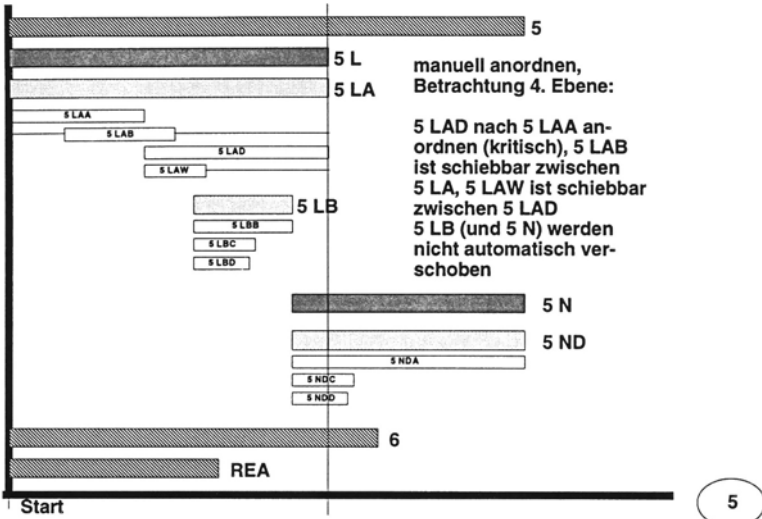 5
5 L
5 LA
manuell anordnen,
Betrachtung 4. Ebene:
5 LAD nach 5 LAA an-
ordnen (kritisch), 5 LAB
ist schiebbar zwischen
5 LA, 5 LAW ist schiebbar
zwischen 5 LAD
5 LB (und 5 N) werden
nicht automatisch ver-
schoben
5 LAA
5 LAB
5 LAD
5 LAW
5 LB
5 LBB
5 LBC
5 LBD
5 N
5 ND
5 NDA
5 NDC
5 NDD
6
REA
Start
5